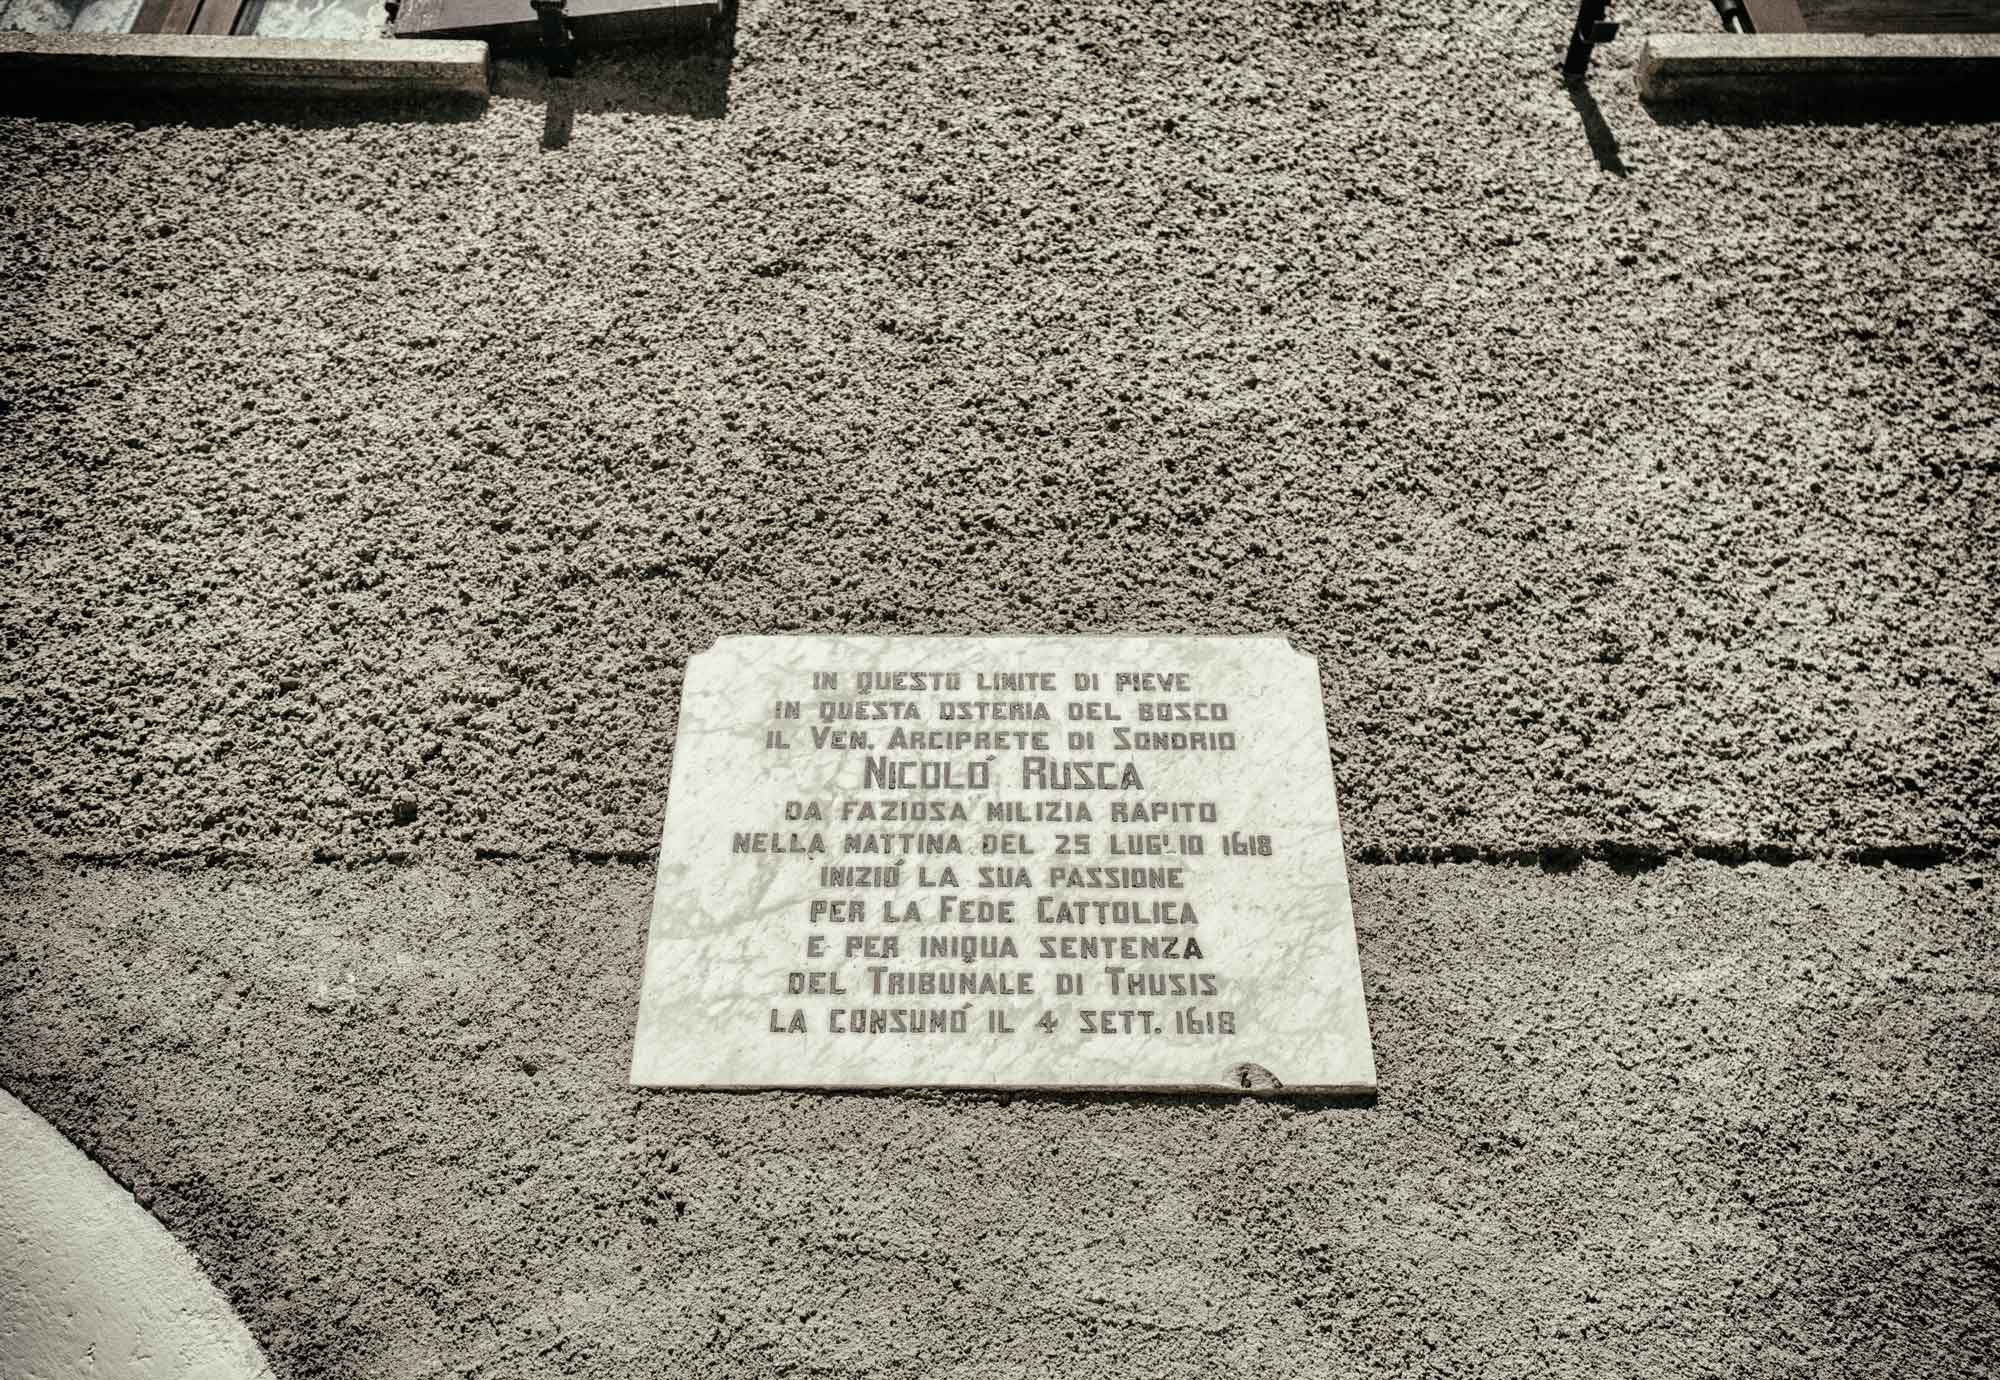 IN QUESTO LIMITE DI PIEVE
IN QUESTA OSTERIA DEL BOSCO
IL VEN. ARCIPRETE DI SONDRIO
NICOLÓ RUSCA
DA FAZIOSA MILIZIA RAPITO
NELLA MATTINA DEL 25 LUGLIO 1618
INIZIÓ LA SUA PASSIONE
PER LA FEDE CATTOLICA
E PER INIQUA SENTENZA
DEL TRIBUNALE DI THUSIS
LA CONSUMÓ IL 4 SETT. 1618